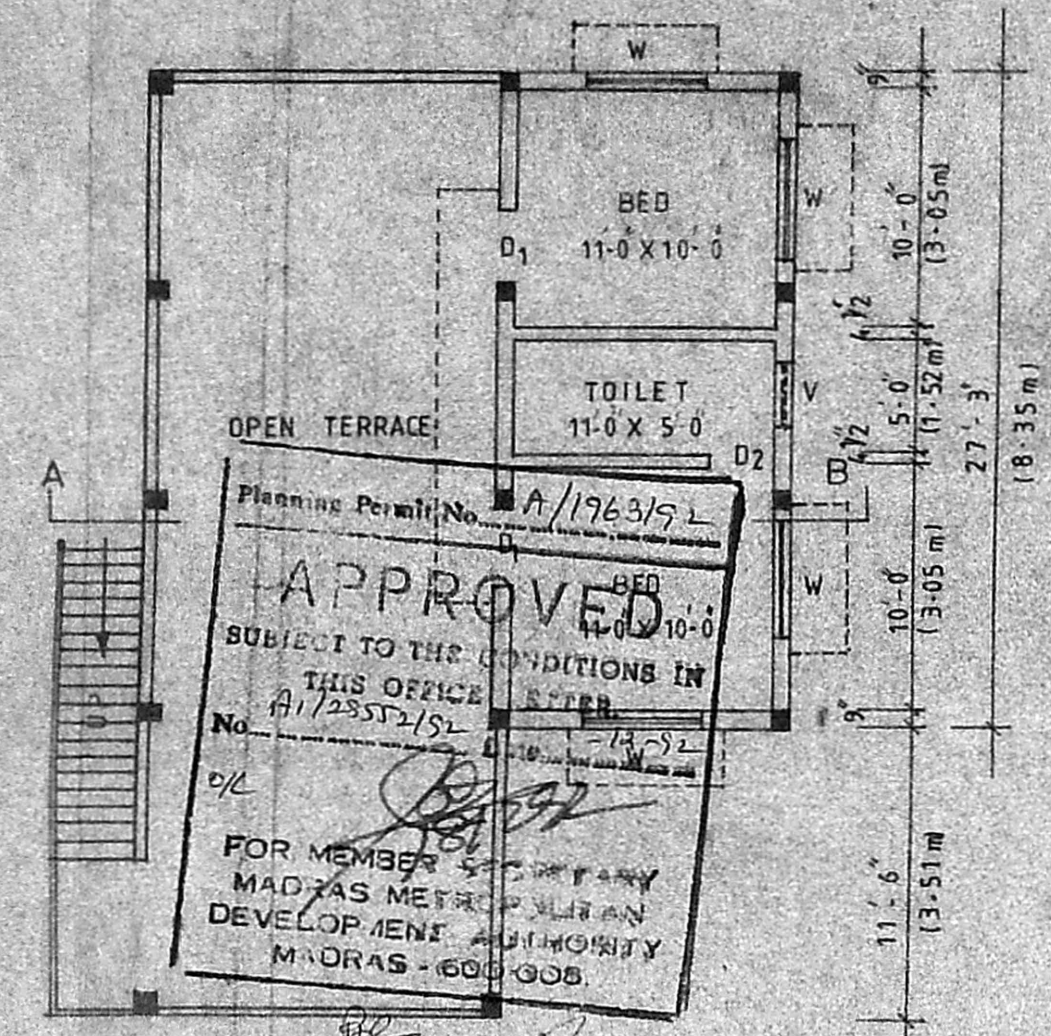 W
9"
BED
11'-0 X 10'-0
W
D1
10'-0"
(3·05m)
4 1/2
TOILET
11'-0 X 5'-0
V
5'-0"
(1·52m)
27'-3"
(8·35m)
OPEN TERRACE
D2
4 1/2"
A
B
Planning Permit No. A/1963/92
D1
APPROVED
BED
11'-0 X 10'-0
W
10'-0"
(3·05 m)
SUBJECT TO THE CONDITIONS IN
THIS OFFICE LETTER.
UP
9"
No. A1/28552/92
-12-92
W
O/C
FOR MEMBER SECRETARY
MADRAS METROPOLITAN
DEVELOPMENT AUTHORITY
MADRAS - 600 008.
11'-6"
(3·51m)